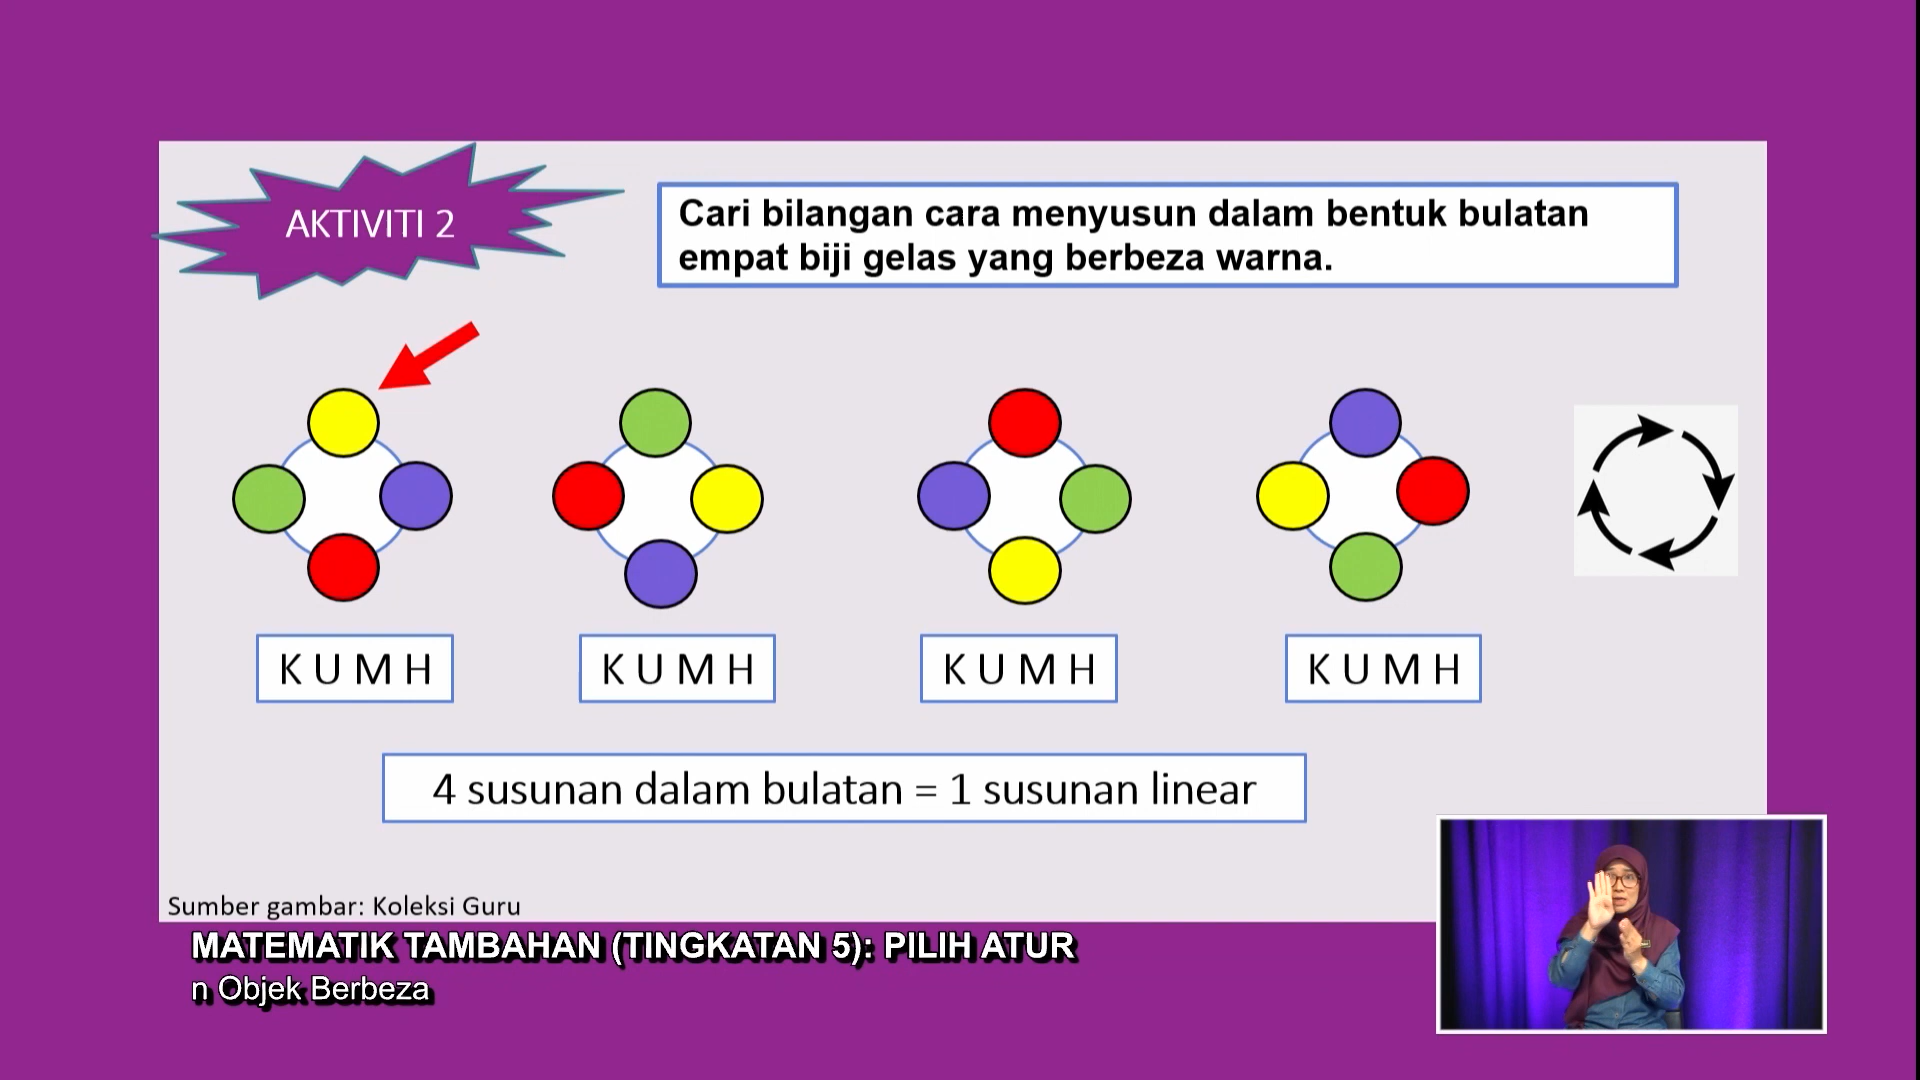 AKTIVITI 2
Cari bilangan cara menyusun dalam bentuk bulatan
empat biji gelas yang berbeza warna.
K U M H
K U M H
K U M H
K U M H
4 susunan dalam bulatan = 1 susunan linear
Sumber gambar: Koleksi Guru
MATEMATIK TAMBAHAN (TINGKATAN 5): PILIH ATUR
n Objek Berbeza